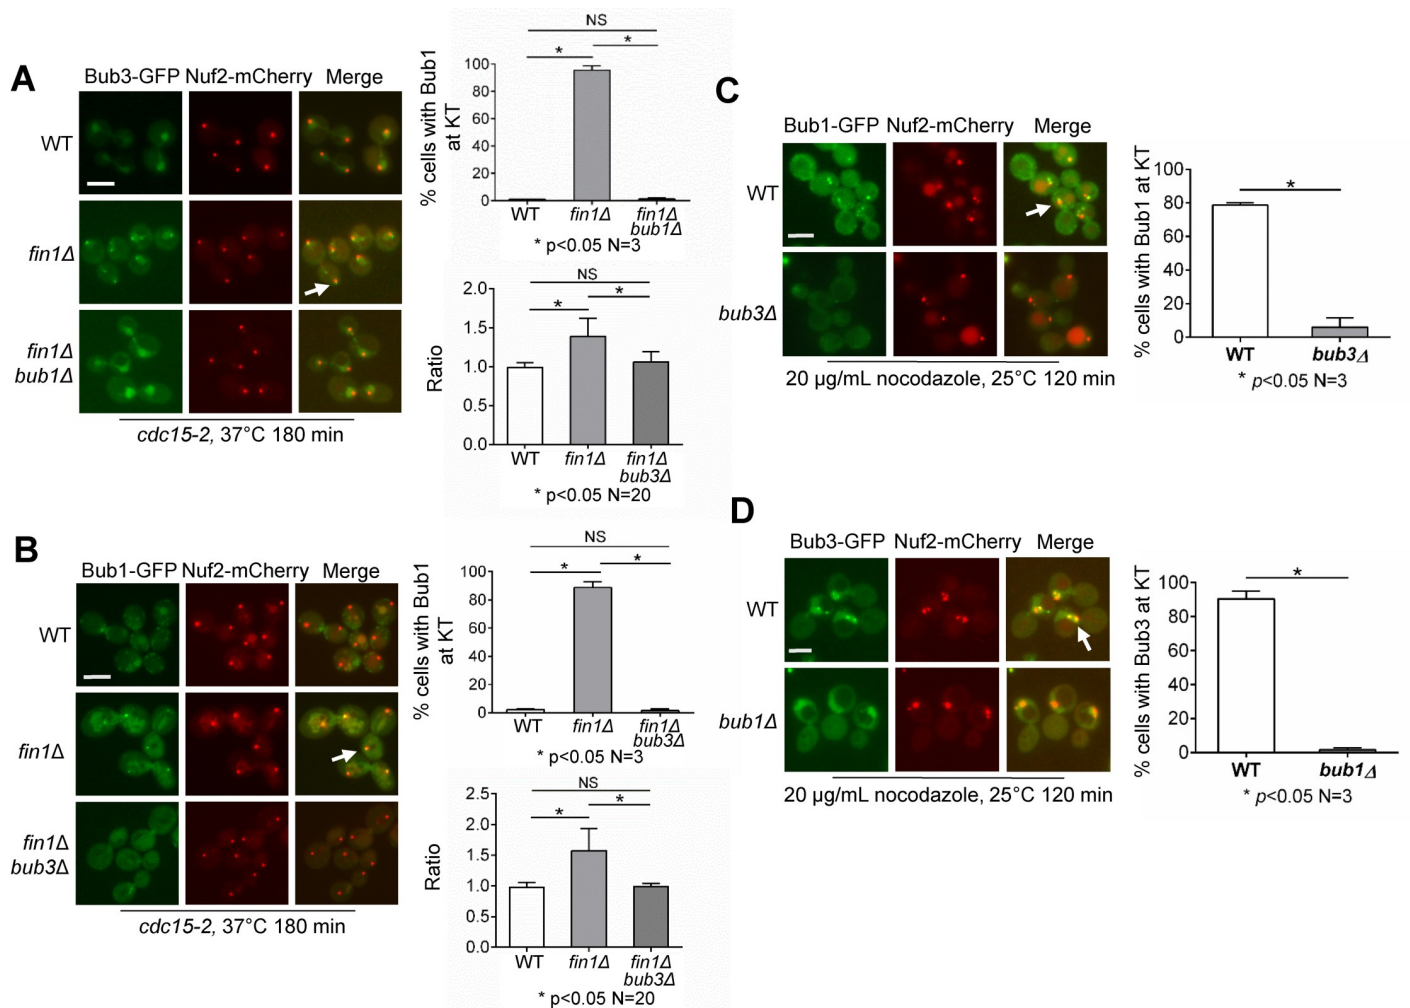 A
Bub3-GFP Nuf2-mCherry Merge
WT
fin1Δ
fin1Δ
bub1Δ
cdc15-2, 37°C 180 min
NS
* *
% cells with Bub1
at KT
100
80
60
40
20
0
WT fin1Δ fin1Δ
bub1Δ
* p<0.05 N=3
NS
* *
Ratio
2.0
1.5
1.0
0.5
0.0
WT fin1Δ fin1Δ
bub3Δ
* p<0.05 N=20
B
Bub1-GFP Nuf2-mCherry Merge
WT
fin1Δ
fin1Δ
bub3Δ
cdc15-2, 37°C 180 min
NS
* *
% cells with Bub1
at KT
100
80
60
40
20
0
WT fin1Δ fin1Δ
bub3Δ
* p<0.05 N=3
NS
* *
Ratio
2.5
2.0
1.5
1.0
0.5
0.0
WT fin1Δ fin1Δ
bub3Δ
* p<0.05 N=20
C
Bub1-GFP Nuf2-mCherry Merge
WT
bub3Δ
20 µg/mL nocodazole, 25°C 120 min
*
% cells with Bub1 at KT
100
80
60
40
20
0
WT bub3Δ
* p<0.05 N=3
D
Bub3-GFP Nuf2-mCherry Merge
WT
bub1Δ
20 µg/mL nocodazole, 25°C 120 min
*
% cells with Bub3 at KT
100
80
60
40
20
0
WT bub1Δ
* p<0.05 N=3